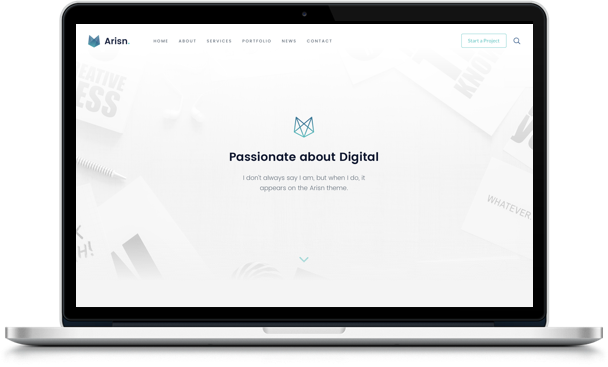 Arisn.
HOME ABOUT SERVICES PORTFOLIO NEWS CONTACT
Start a Project
EATIVE
ESS
KNO
Passionate about Digital
I don't always say I am, but when I do, it
appears on the Arisn theme.
WHATEVER.
K
H!